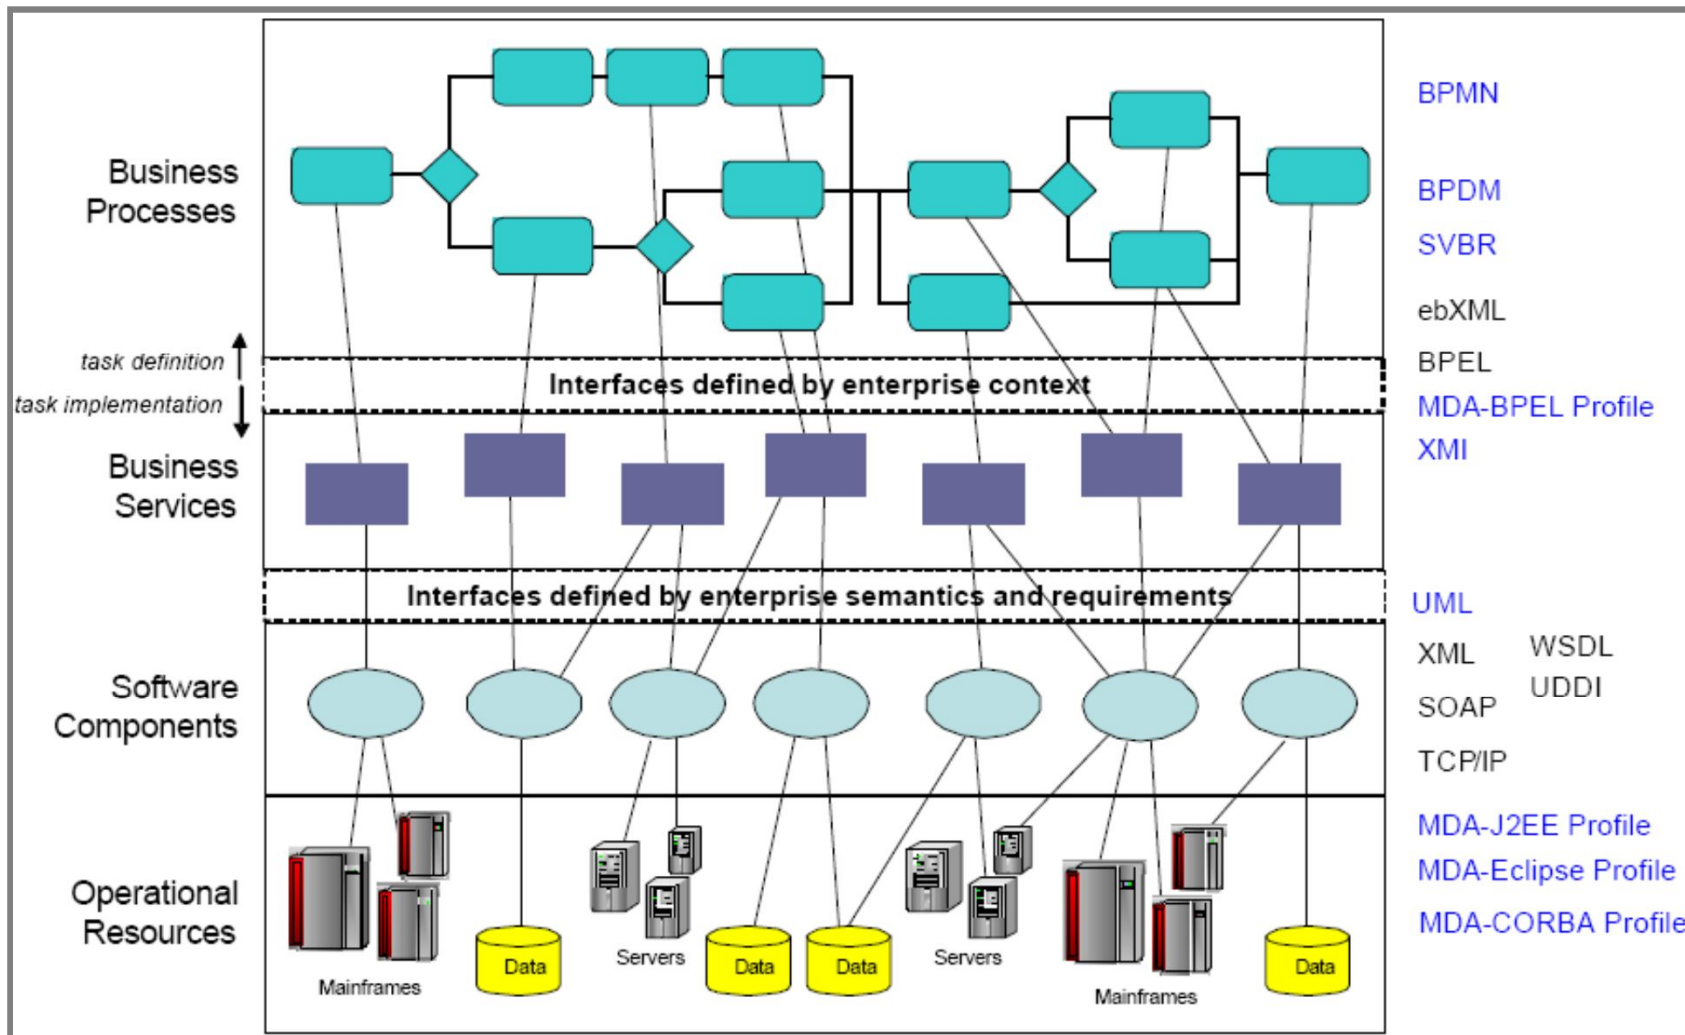 BPMN
Business
Processes
BPDM
SVBR
ebXML
task definition
BPEL
Interfaces defined by enterprise context
task implementation
MDA-BPEL Profile
XMI
Business
Services
Interfaces defined by enterprise semantics and requirements
UML
XML
WSDL
UDDI
SOAP
TCP/IP
Software
Components
MDA-J2EE Profile
MDA-Eclipse Profile
MDA-CORBA Profile
Operational
Resources
Mainframes
Data
Servers
Data
Data
Servers
Mainframes
Data